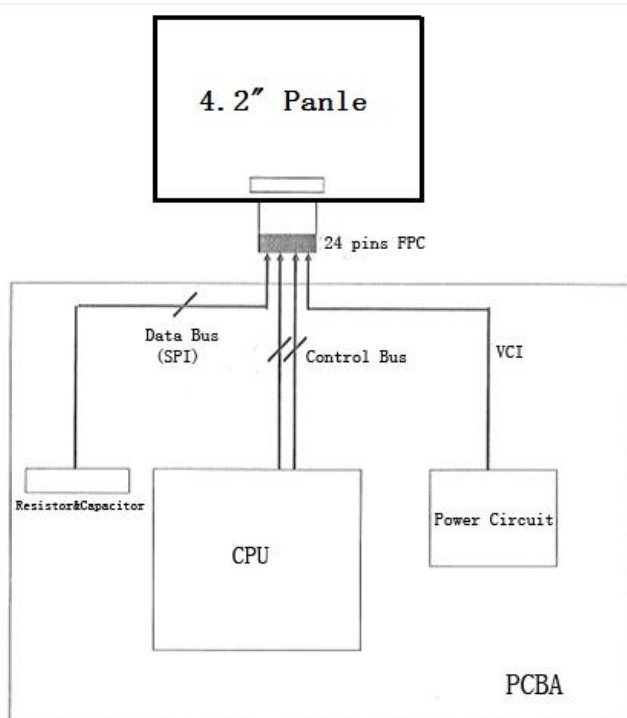 4.2" Panle
24 pins FPC
Data Bus
(SPI)
Control Bus
VCI
Resistor&Capacitor
CPU
Power Circuit
PCBA